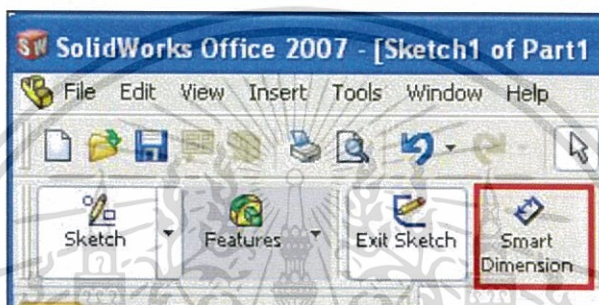 SW SolidWorks Office 2007 - [Sketch1 of Part1
File Edit View Insert Tools Window Help
Sketch Features Exit Sketch Smart
Dimension